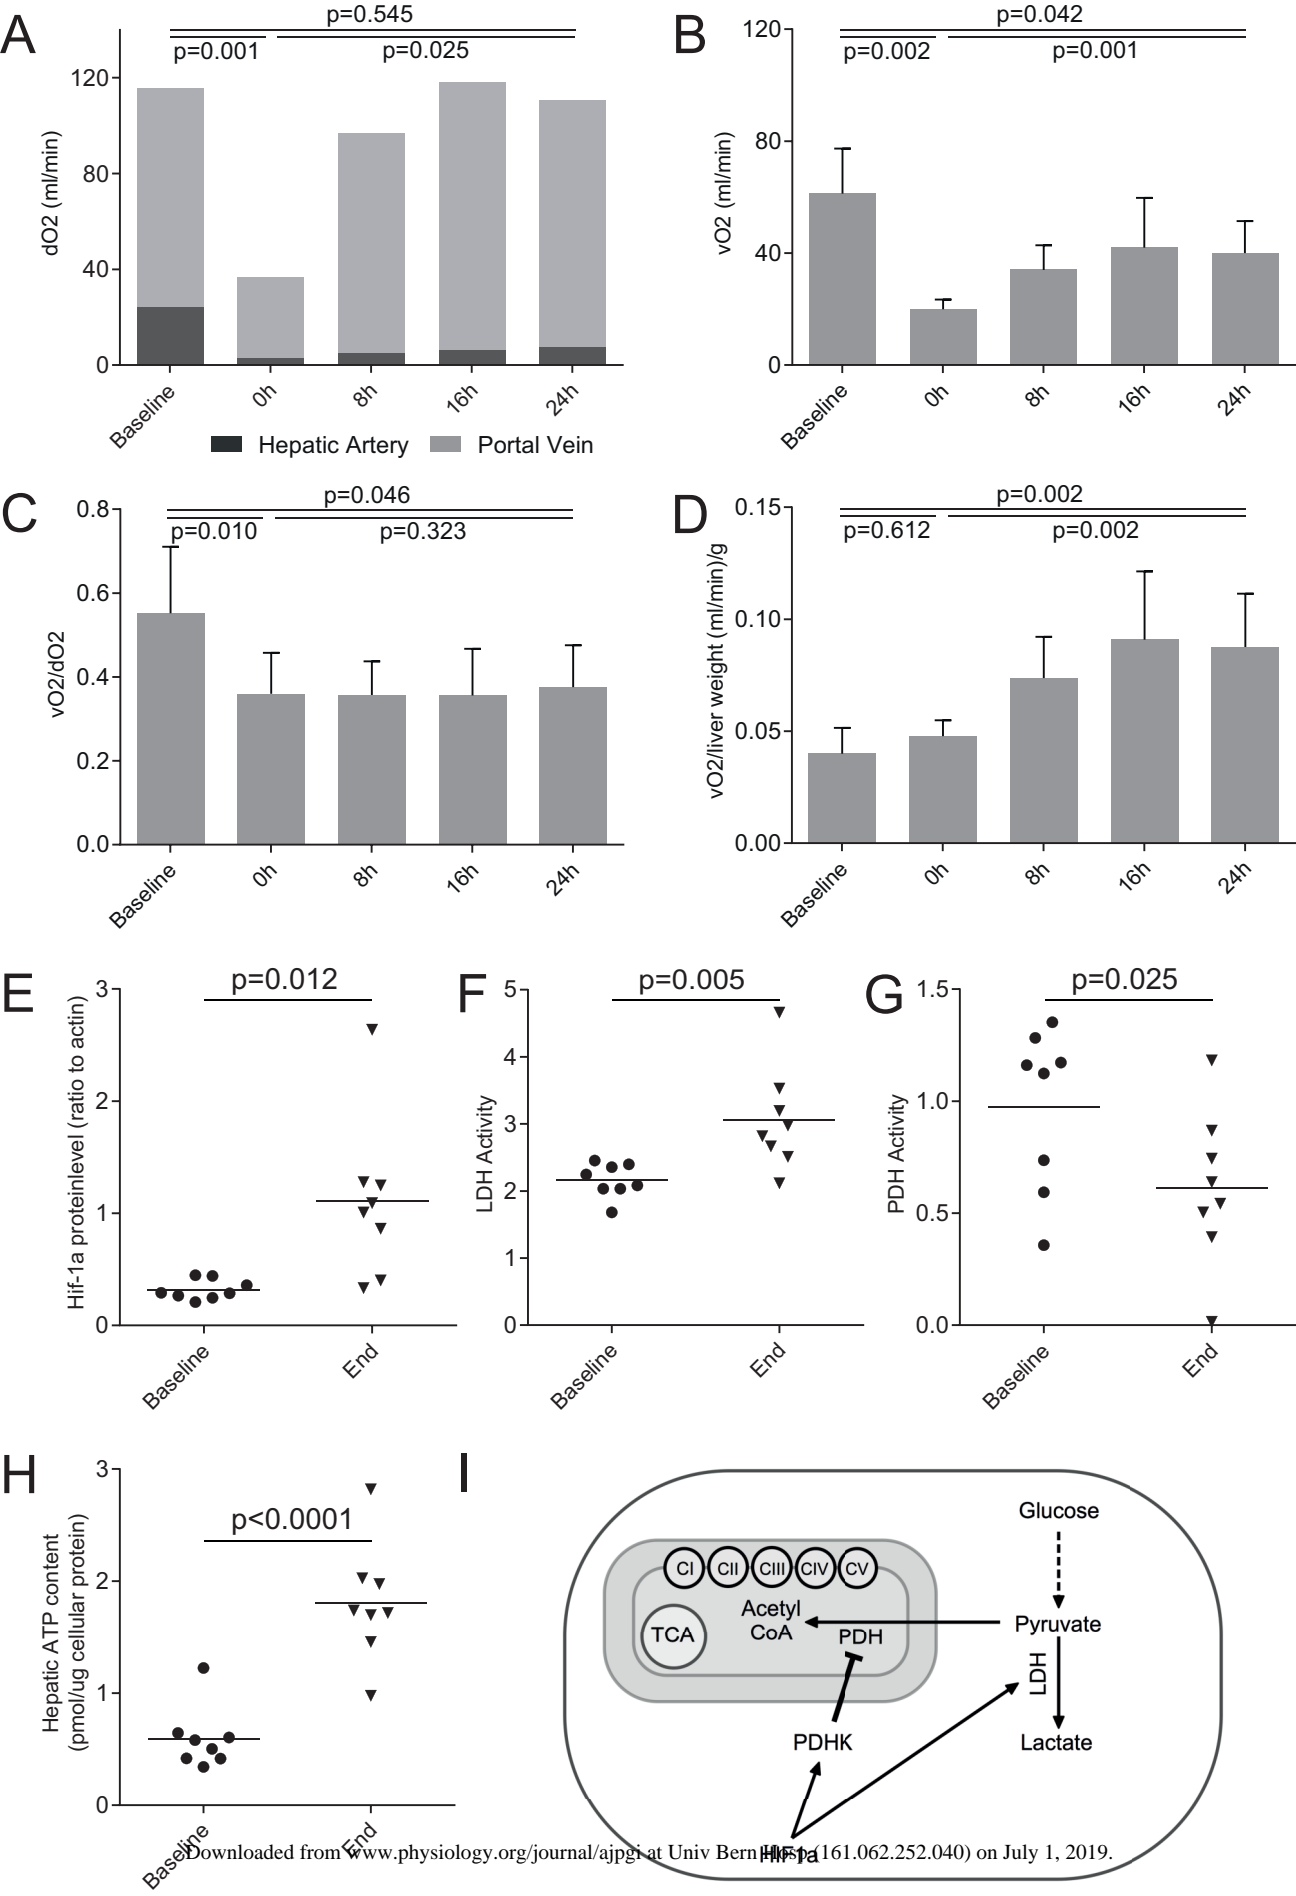 A
p=0.545
p=0.001
p=0.025
dO2 (ml/min)
120
80
40
0
Baseline
0h
8h
16h
24h
Hepatic Artery
Portal Vein
B
p=0.042
p=0.002
p=0.001
vO2 (ml/min)
120
80
40
0
Baseline
0h
8h
16h
24h
C
p=0.046
p=0.010
p=0.323
vO2/dO2
0.8
0.6
0.4
0.2
0.0
Baseline
0h
8h
16h
24h
D
p=0.002
p=0.612
p=0.002
vO2/liver weight (ml/min)/g
0.15
0.10
0.05
0.00
Baseline
0h
8h
16h
24h
E
p=0.012
Hif-1a proteinlevel (ratio to actin)
3
2
1
0
Baseline
End
F
p=0.005
LDH Activity
5
4
3
2
1
0
Baseline
End
G
p=0.025
PDH Activity
1.5
1.0
0.5
0.0
Baseline
End
H
p<0.0001
Hepatic ATP content
(pmol/ug cellular protein)
3
2
1
0
Baseline
End
I
Glucose
CI
CII
CIII
CIV
CV
Acetyl
CoA
TCA
PDH
Pyruvate
LDH
PDHK
Lactate
HIF1a
Downloaded from www.physiology.org/journal/ajpgi at Univ Bern Hosp (161.062.252.040) on July 1, 2019.